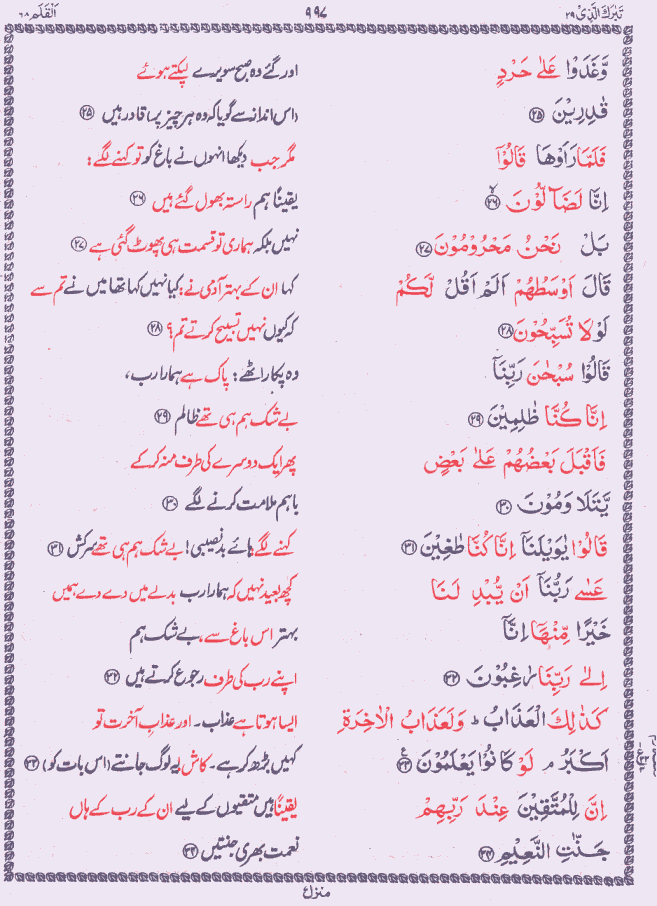 تَبٰرَكَ الَّذِیْ ۲۹ ۹۹۸ اَلْقَلَم ۶۸
وَّغَدَوْا عَلٰی حَرْدٍ اور گئے وہ صبح سویرے لپکتے ہوئے
قٰدِرِیْنَ ۲۵ (اس انداز سے گویا کہ وہ ہر چیز پر) قادر ہیں ۲۵
فَلَمَّا رَاَوْهَا قَالُوْۤا مگر جب دیکھا انہوں نے باغ کو تو کہنے لگے:
اِنَّا لَضَآلُّوْنَ ۲۶ یقینًا ہم راستہ بھول گئے ہیں ۲۶
بَلْ نَحْنُ مَحْرُوْمُوْنَ ۲۷ نہیں بلکہ ہماری تو قسمت ہی پھوٹ گئی ہے ۲۷
قَالَ اَوْسَطُهُمْ اَلَمْ اَقُلْ لَّكُمْ کہا ان کے بہتر آدمی نے: کیا نہیں کہا تھا میں نے تم سے
لَوْلَا تُسَبِّحُوْنَ ۲۸ کہ کیوں نہیں تسبیح کرتے تم؟ ۲۸
قَالُوْا سُبْحٰنَ رَبِّنَاۤ وہ پکار اٹھے: پاک ہے ہمارا رب،
اِنَّا كُنَّا ظٰلِمِیْنَ ۲۹ بے شک ہم ہی تھے ظالم ۲۹
فَاَقْبَلَ بَعْضُهُمْ عَلٰی بَعْضٍ پھر ایک دوسرے کی طرف منہ کر کے
یَّتَلَاوَمُوْنَ ۳۰ باہم ملامت کرنے لگے ۳۰
قَالُوْا یٰوَیْلَنَاۤ اِنَّا كُنَّا طٰغِیْنَ ۳۱ کہنے لگے ہائے بدنصیبی! بے شک ہم ہی تھے سرکش ۳۱
عَسٰی رَبُّنَاۤ اَنْ یُّبْدِلَنَا کچھ بعید نہیں کہ ہمارا رب بدلے میں دے دے ہمیں
خَیْرًا مِّنْهَاۤ اِنَّاۤ بہتر اس باغ سے، بے شک ہم
اِلٰی رَبِّنَا رٰغِبُوْنَ ۳۲ اپنے رب کی طرف رجوع کرتے ہیں ۳۲
كَذٰلِكَ الْعَذَابُ ؕ وَلَعَذَابُ الْاٰخِرَةِ ایسا ہوتا ہے عذاب۔ اور عذابِ آخرت تو
اَكْبَرُ ۘ لَوْ كَانُوْا یَعْلَمُوْنَ ۳۳ کہیں بڑھ کر ہے۔ کاش یہ لوگ جانتے (اس بات کو) ۳۳
اِنَّ لِلْمُتَّقِیْنَ عِنْدَ رَبِّهِمْ یقینًا ہیں متقیوں کے لیے ان کے رب کے ہاں
جَنّٰتِ النَّعِیْمِ ۳۴ نعمت بھری جنتیں ۳۴
منزل